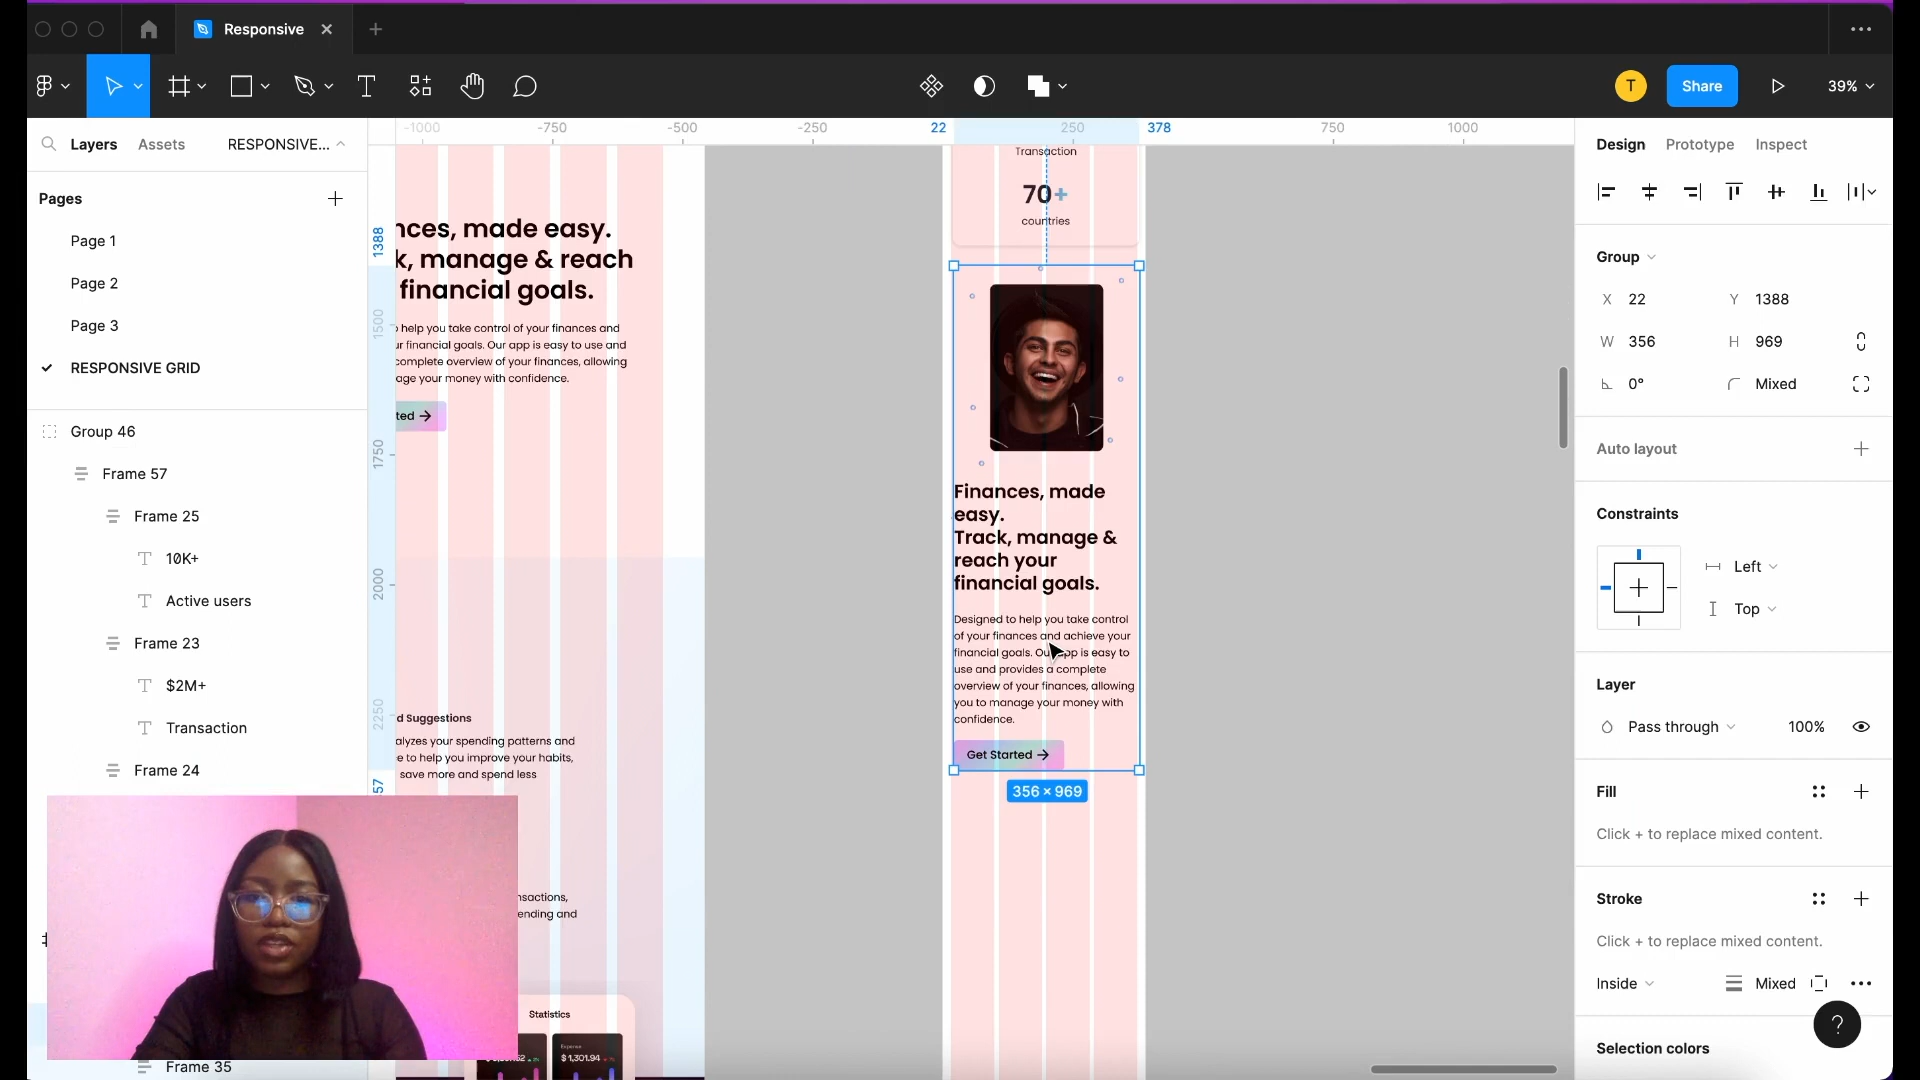 Responsive
T
Share
39%
Layers
Assets
RESPONSIVE...
Pages
Page 1
Page 2
Page 3
RESPONSIVE GRID
Group 46
Frame 57
Frame 25
10K+
Active users
Frame 23
$2M+
Transaction
Frame 24
Frame 35
-1000
-750
-500
-250
22
250
378
750
1000
1388
1500
1750
2000
2250
57
nces, made easy.
k, manage & reach
financial goals.
help you take control of your finances and
ur financial goals. Our app is easy to use and
complete overview of your finances, allowing
age your money with confidence.
ted
d Suggestions
alyzes your spending patterns and
e to help you improve your habits,
save more and spend less
nsactions,
ending and
Statistics
Expense
$ 1,301.94
Transaction
70+
countries
Finances, made
easy.
Track, manage &
reach your
financial goals.
Designed to help you take control
of your finances and achieve your
financial goals. Our app is easy to
use and provides a complete
overview of your finances, allowing
you to manage your money with
confidence.
Get Started
356 × 969
Design
Prototype
Inspect
Group
X 22
Y 1388
W 356
H 969
0°
Mixed
Auto layout
Constraints
Left
Top
Layer
Pass through
100%
Fill
Click + to replace mixed content.
Stroke
Click + to replace mixed content.
Inside
Mixed
?
Selection colors